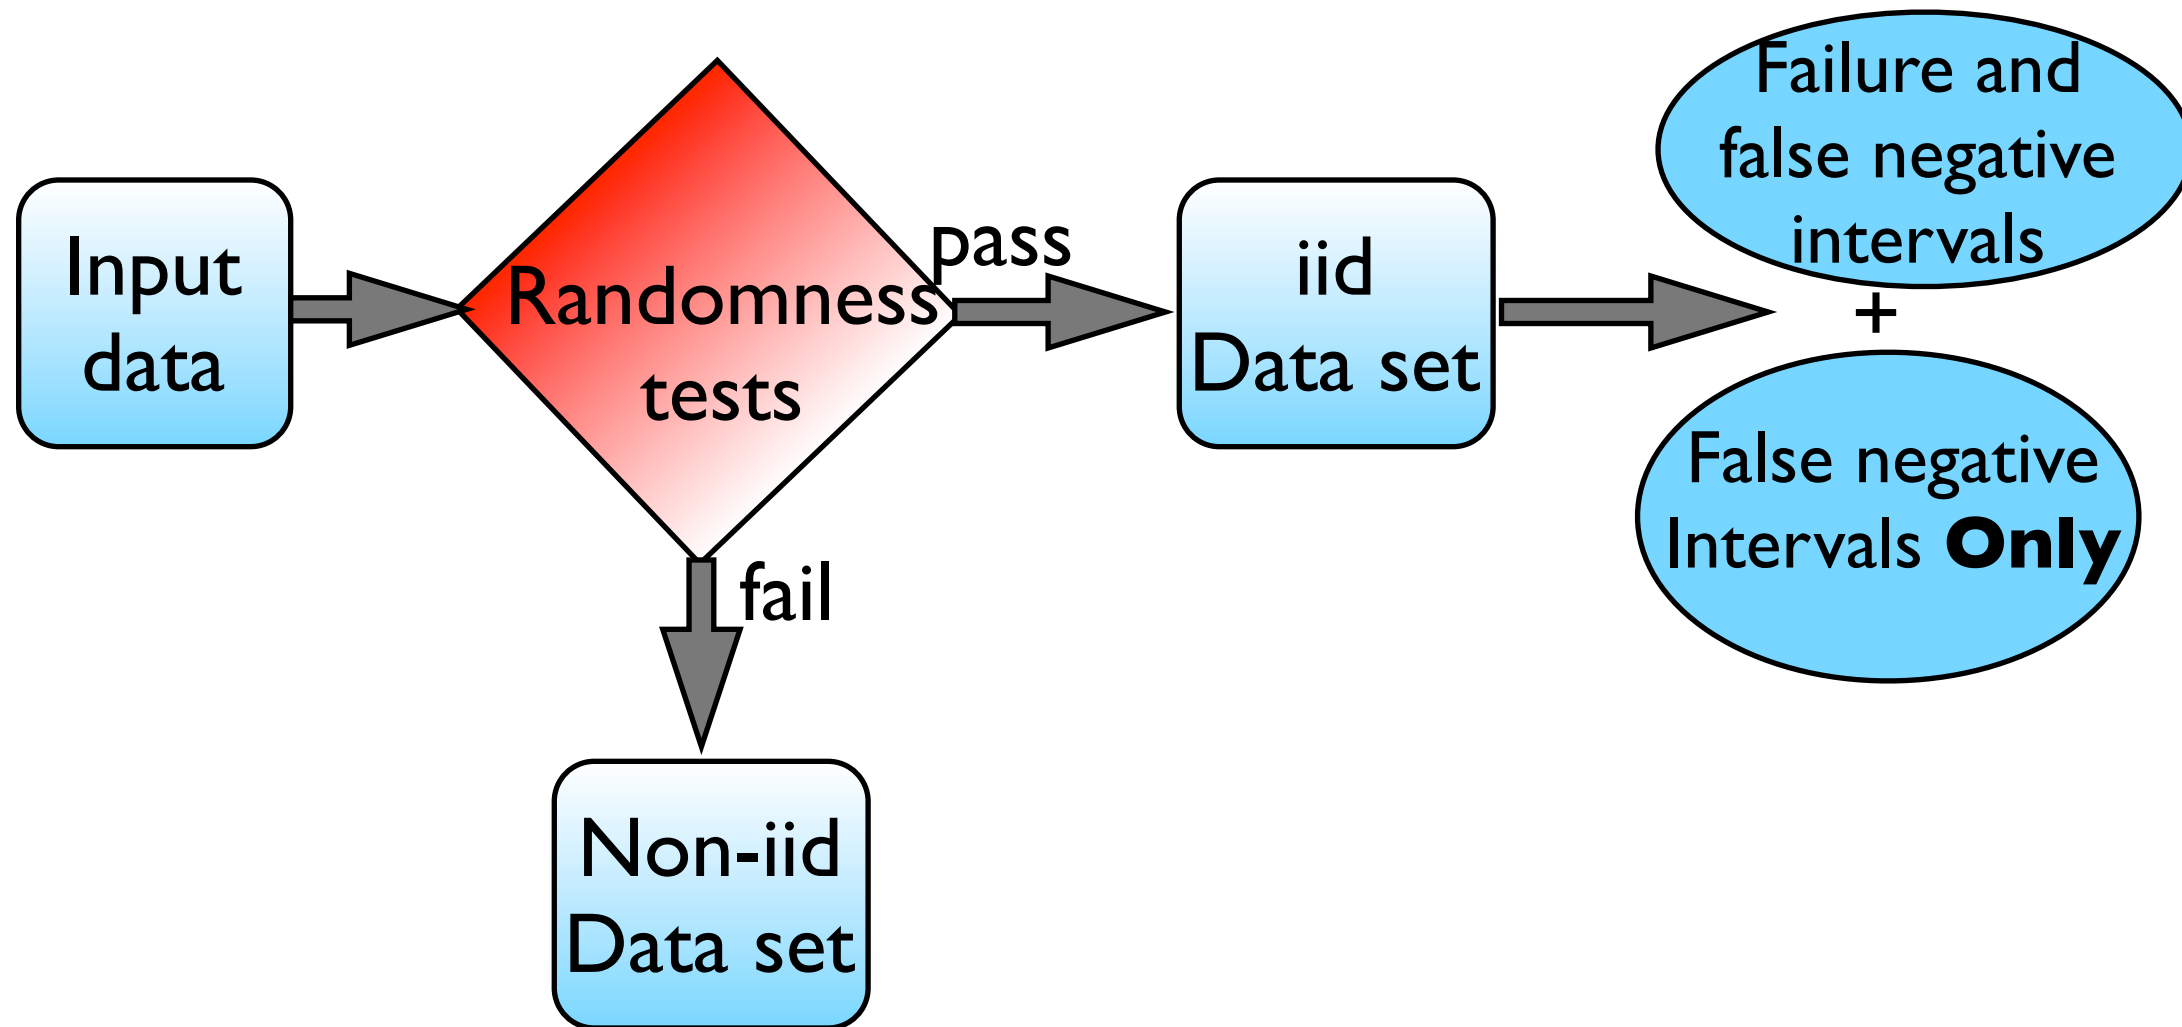 Input
data
Randomness
tests
pass
fail
iid
Data set
Non-iid
Data set
Failure and
false negative
intervals
+
False negative
Intervals Only